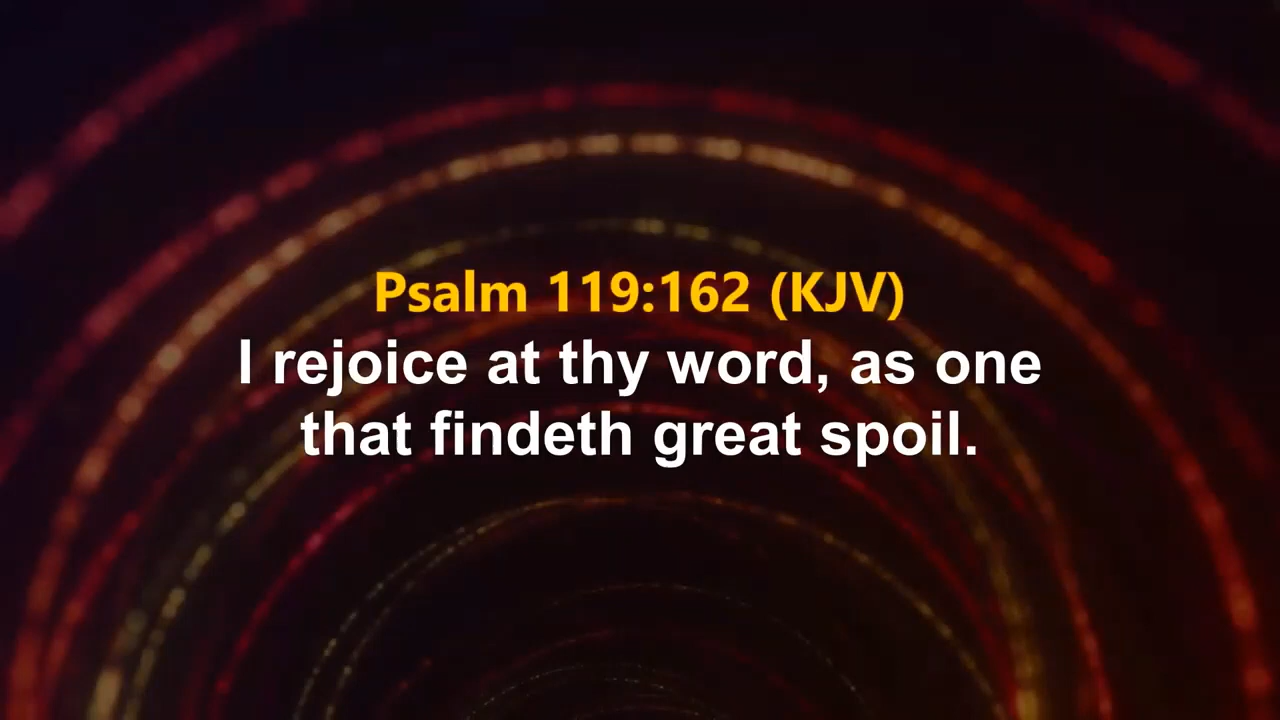 Psalm 119:162 (KJV)
I rejoice at thy word, as one
that findeth great spoil.